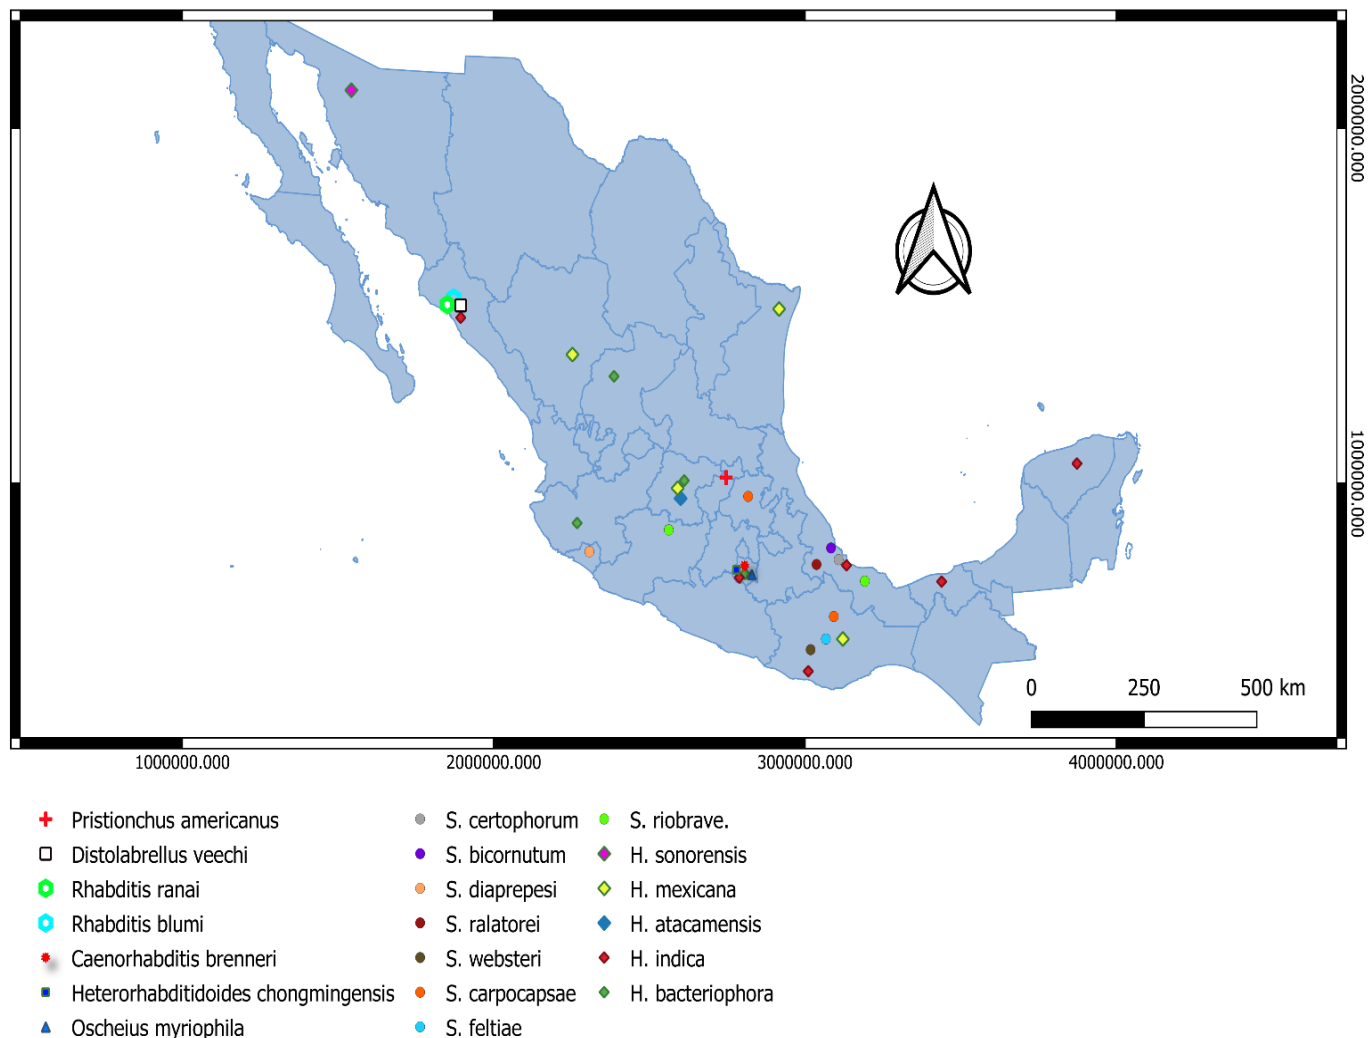 2000000.000
1000000.000
0 250 500 km
1000000.000 2000000.000 3000000.000 4000000.000
Pristionchus americanus
Distolabrellus veechi
Rhabditis ranai
Rhabditis blumi
Caenorhabditis brenneri
Heterorhabditidoides chongmingensis
Oscheius myriophila
S. certophorum
S. bicornutum
S. diaprepesi
S. ralatorei
S. websteri
S. carpocapsae
S. feltiae
S. riobrave.
H. sonorensis
H. mexicana
H. atacamensis
H. indica
H. bacteriophora